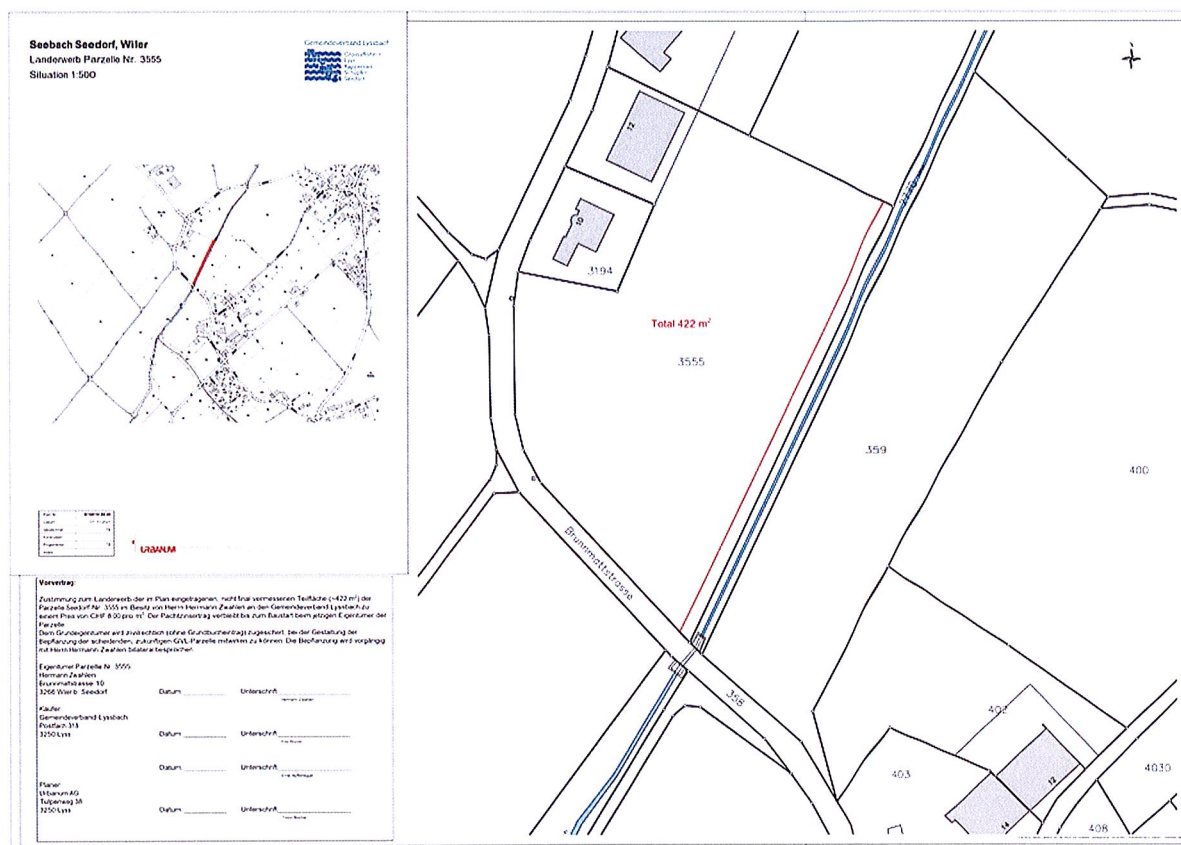 Seebach Seedorf, Wiler
Landerwerb Parzelle Nr. 3555
Situation 1:500
Gemeindeverband Lyssbach
Lyss
URBANUM
Vorvertrag:
Zustimmung zum Landerwerb der im Plan eingetragenen, nicht final vermessenen Teilfläche (~422 m²) der
Parzelle Seedorf Nr. 3555 im Besitz von Herrn Hermann Zwahlen an den Gemeindeverband Lyssbach zu
einem Preis von CHF 8.00 pro m². Der Pachtzinsertrag verbleibt bis zum Baustart beim jetzigen Eigentümer der
Parzelle.
Dem Grundeigentümer wird zivilrechtlich (ohne Grundbucheintrag) zugesichert, bei der Gestaltung der
Bepflanzung der scheidenden, zukünftigen GVL-Parzelle mitwirken zu können. Die Bepflanzung wird vorgängig
mit Herrn Hermann Zwahlen bilateral besprochen.
Eigentümer Parzelle Nr. 3555
Hermann Zwahlen
Brunnmattstrasse 10
3266 Wiler b. Seedorf Datum Unterschrift
Hermann Zwahlen
Käufer
Gemeindeverband Lyssbach
Postfach 313
3250 Lyss Datum Unterschrift
Datum Unterschrift
Planer
Urbanum AG
Tulpenweg 38
3250 Lyss Datum Unterschrift
12
10
3194
Total 422 m²
3555
359
400
Brunnmattstrasse
358
402
403
12
14
4030
408